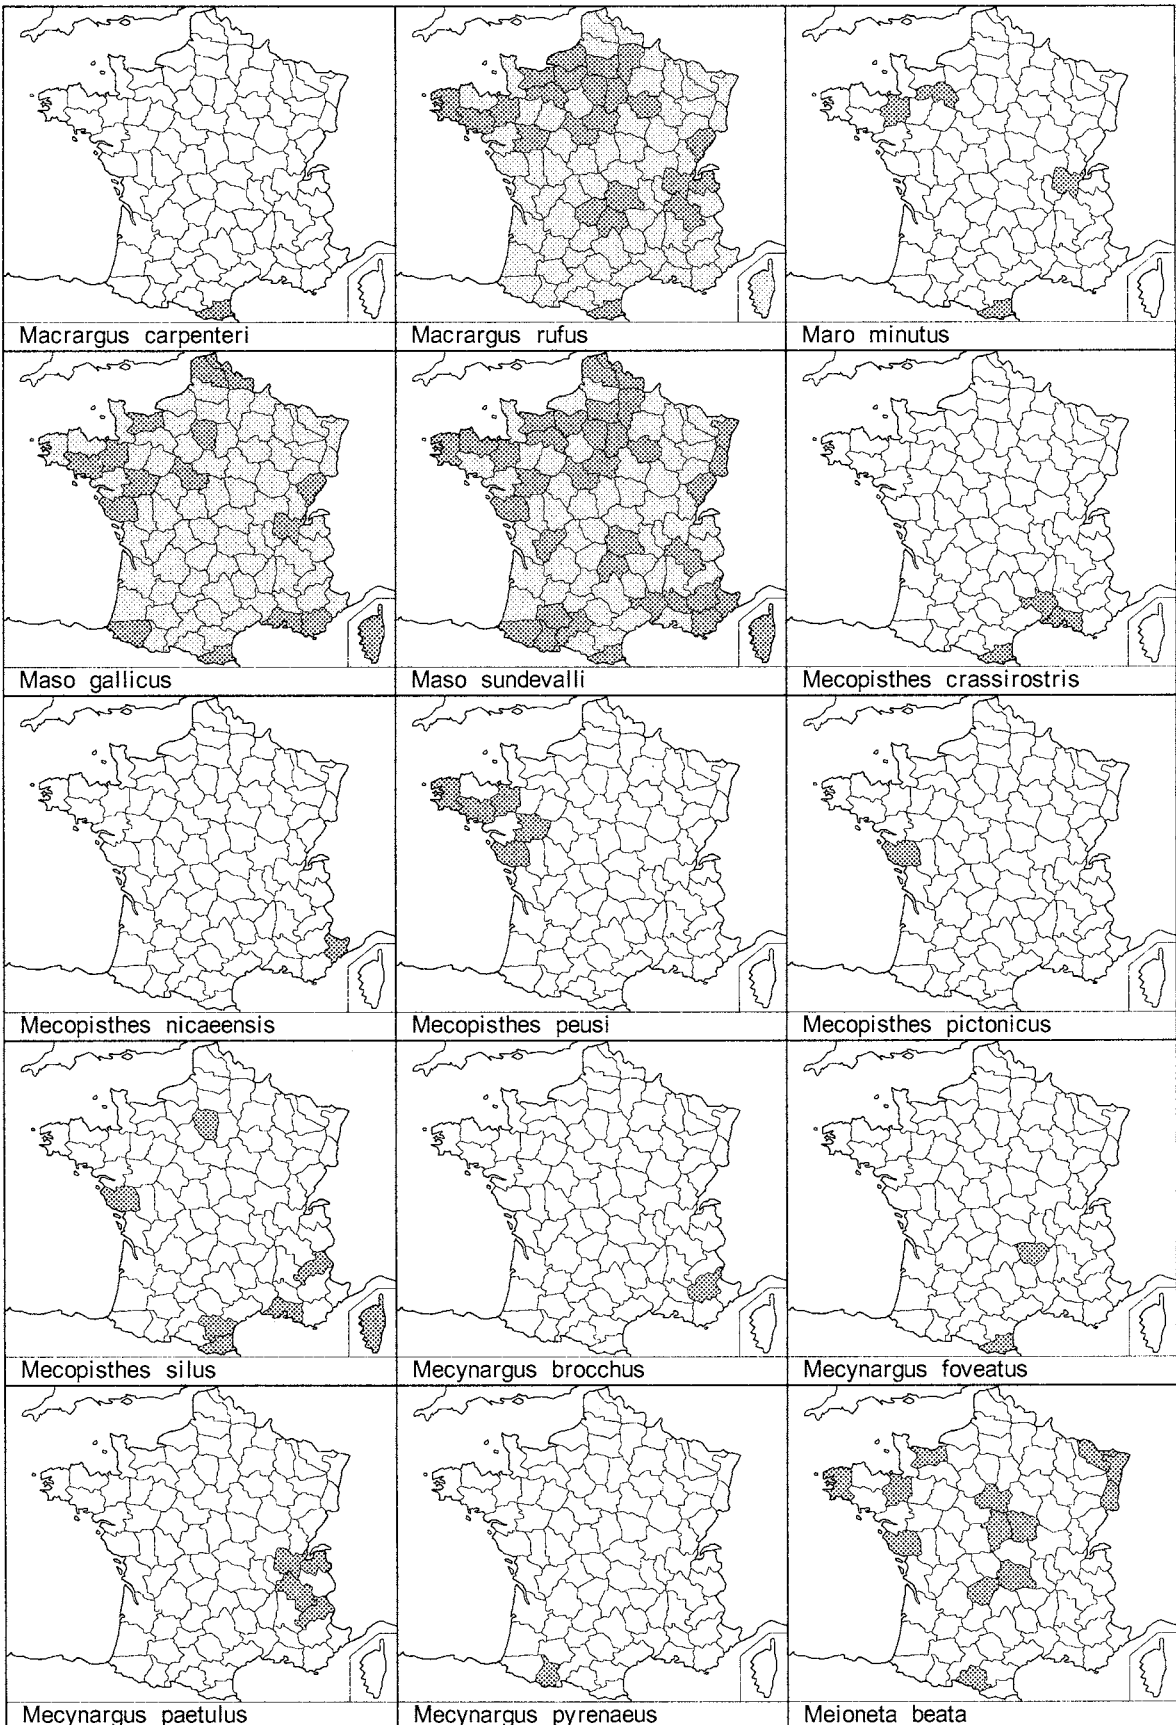 Macrargus carpenteri
Macrargus rufus
Maro minutus
Maso gallicus
Maso sundevalli
Mecopisthes crassirostris
Mecopisthes nicaeensis
Mecopisthes peusi
Mecopisthes pictonicus
Mecopisthes silus
Mecynargus brocchus
Mecynargus foveatus
Mecynargus paetulus
Mecynargus pyrenaeus
Meioneta beata